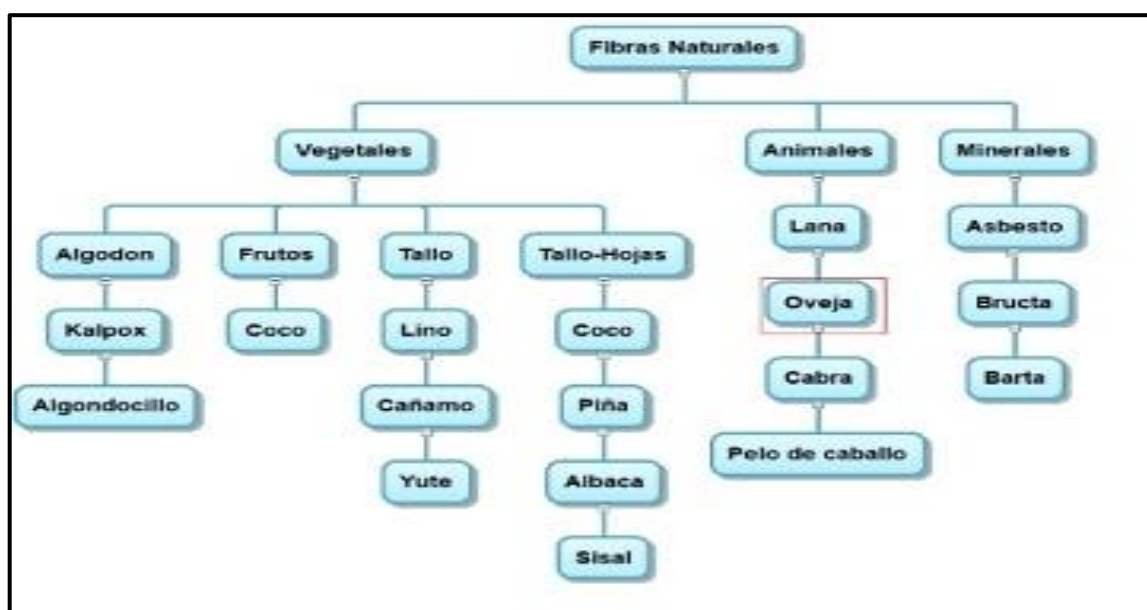 Fibras Naturales
Vegetales
Animales
Minerales
Algodon
Frutos
Tallo
Tallo-Hojas
Lana
Asbesto
Kalpox
Coco
Lino
Coco
Oveja
Bructa
Algondocillo
Cañamo
Piña
Cabra
Barta
Yute
Albaca
Pelo de caballo
Sisal